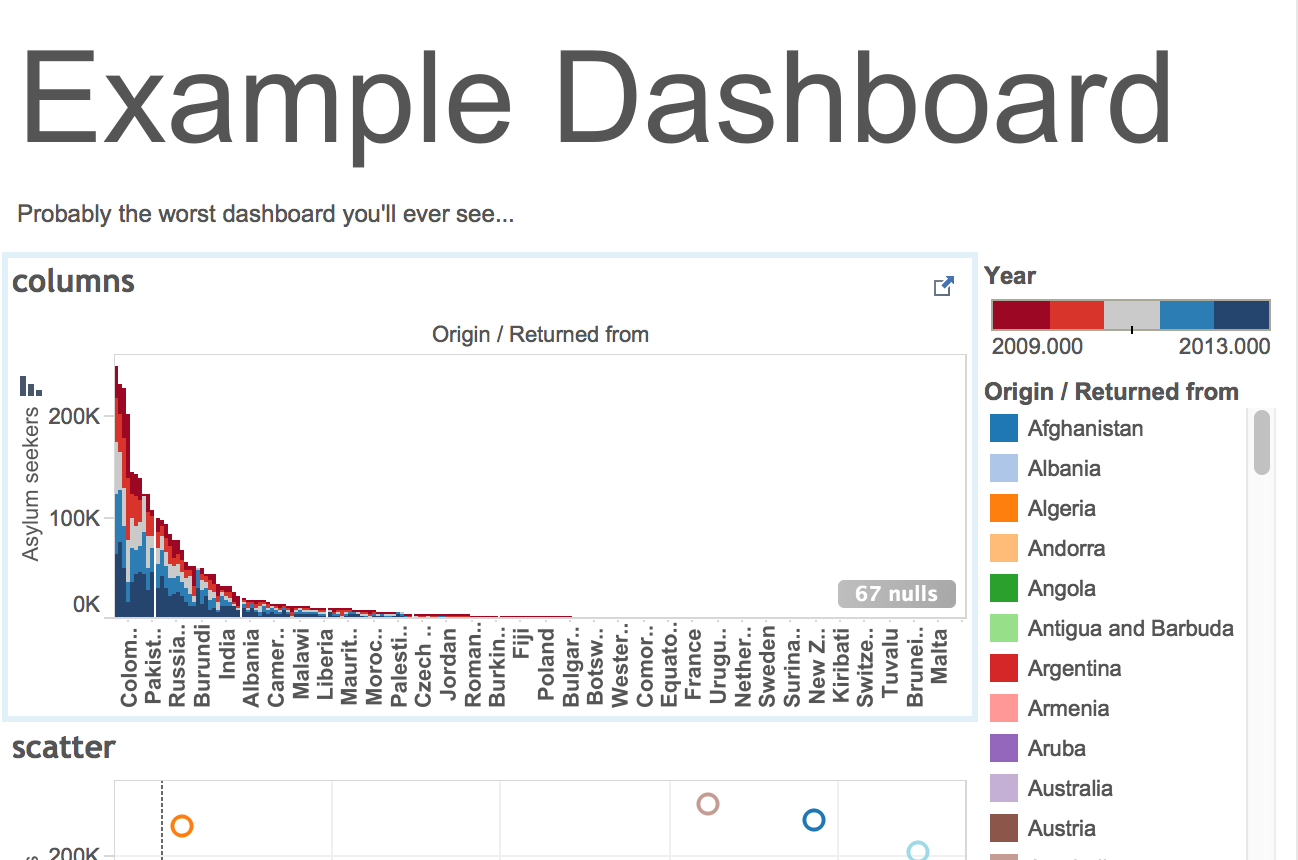 Example Dashboard
Probably the worst dashboard you'll ever see...
columns
Origin / Returned from
Asylum seekers
200K
100K
0K
67 nulls
Colom..
Pakist..
Russia..
Burundi
India
Albania
Camer..
Malawi
Liberia
Maurit..
Moroc..
Palesti..
Czech ..
Jordan
Roman..
Burkin..
Fiji
Poland
Bulgar..
Botsw..
Wester..
Comor..
Equato..
France
Urugu..
Nether..
Sweden
Surina..
New Z..
Kiribati
Switze..
Tuvalu
Brunei..
Malta
scatter
200K
Year
2009.000 2013.000
Origin / Returned from
Afghanistan
Albania
Algeria
Andorra
Angola
Antigua and Barbuda
Argentina
Armenia
Aruba
Australia
Austria